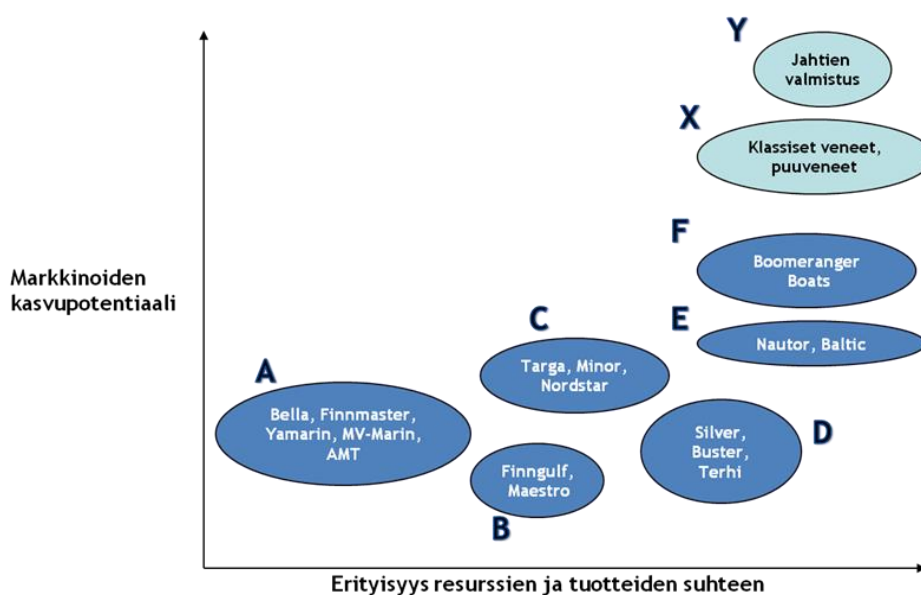 Y
Jahtien
valmistus
X
Klassiset veneet,
puuveneet
F
Boomeranger
Boats
Markkinoiden
kasvupotentiaali
E
Nautor, Baltic
C
Targa, Minor,
Nordstar
A
Bella, Finnmaster,
Yamarin, MV-Marin,
AMT
Silver,
Buster,
Terhi
D
Finngulf,
Maestro
B
Erityisyys resurssien ja tuotteiden suhteen